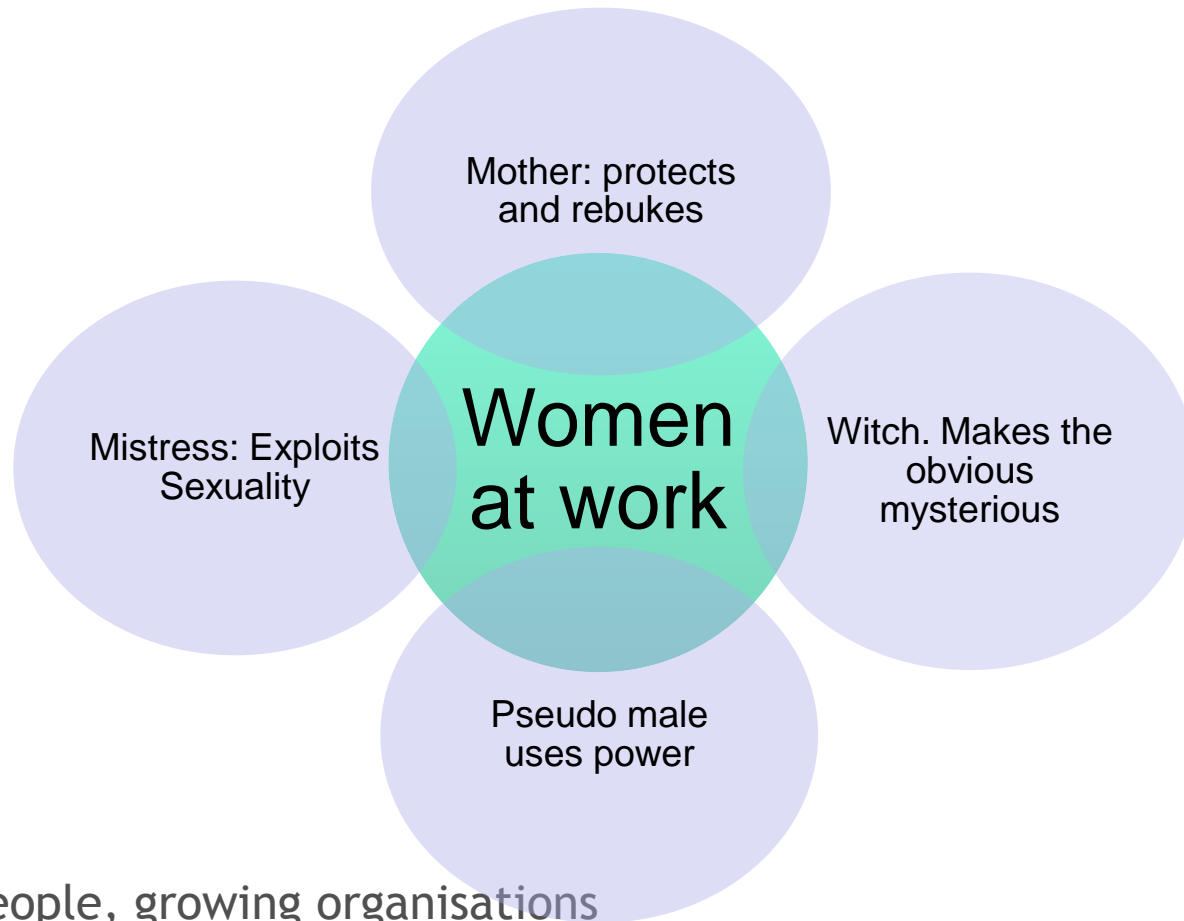 Mother: protects
and rebukes
Mistress: Exploits
Sexuality
Women
at work
Witch. Makes the
obvious
mysterious
Pseudo male
uses power
growing organisations